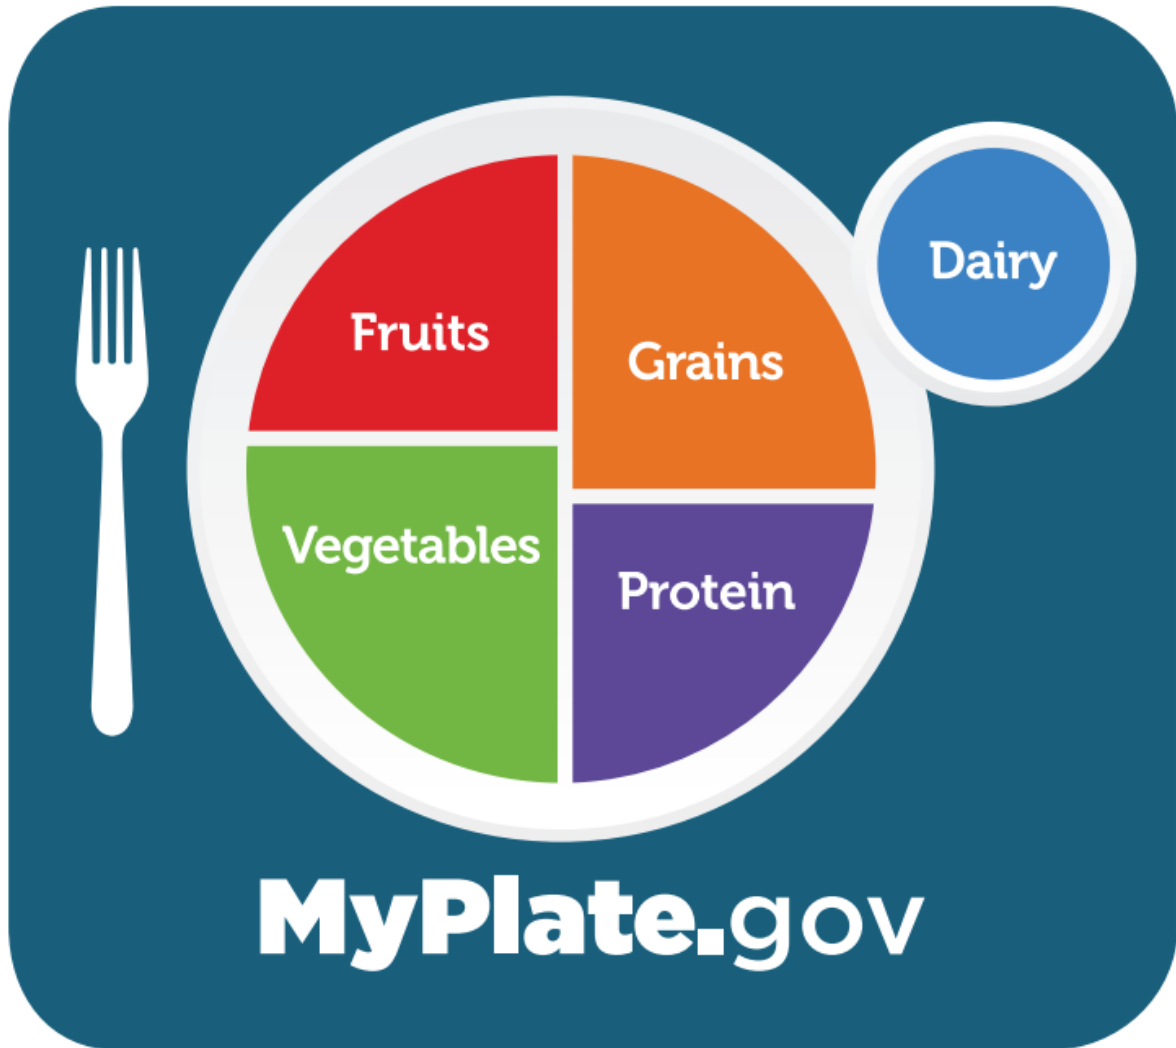 Dairy
Fruits
Grains
Vegetables
Protein
MyPlate.gov